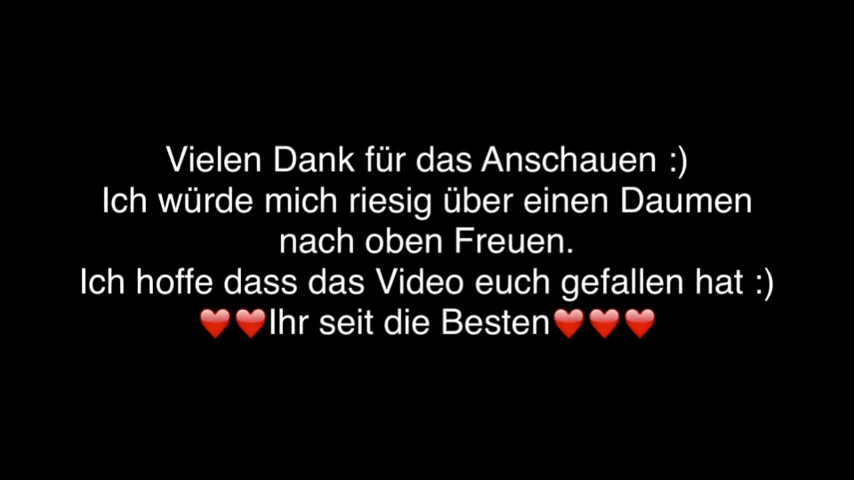 Vielen Dank für das Anschauen :)
Ich würde mich riesig über einen Daumen
nach oben Freuen.
Ich hoffe dass das Video euch gefallen hat :)
❤️❤️Ihr seit die Besten❤️❤️❤️